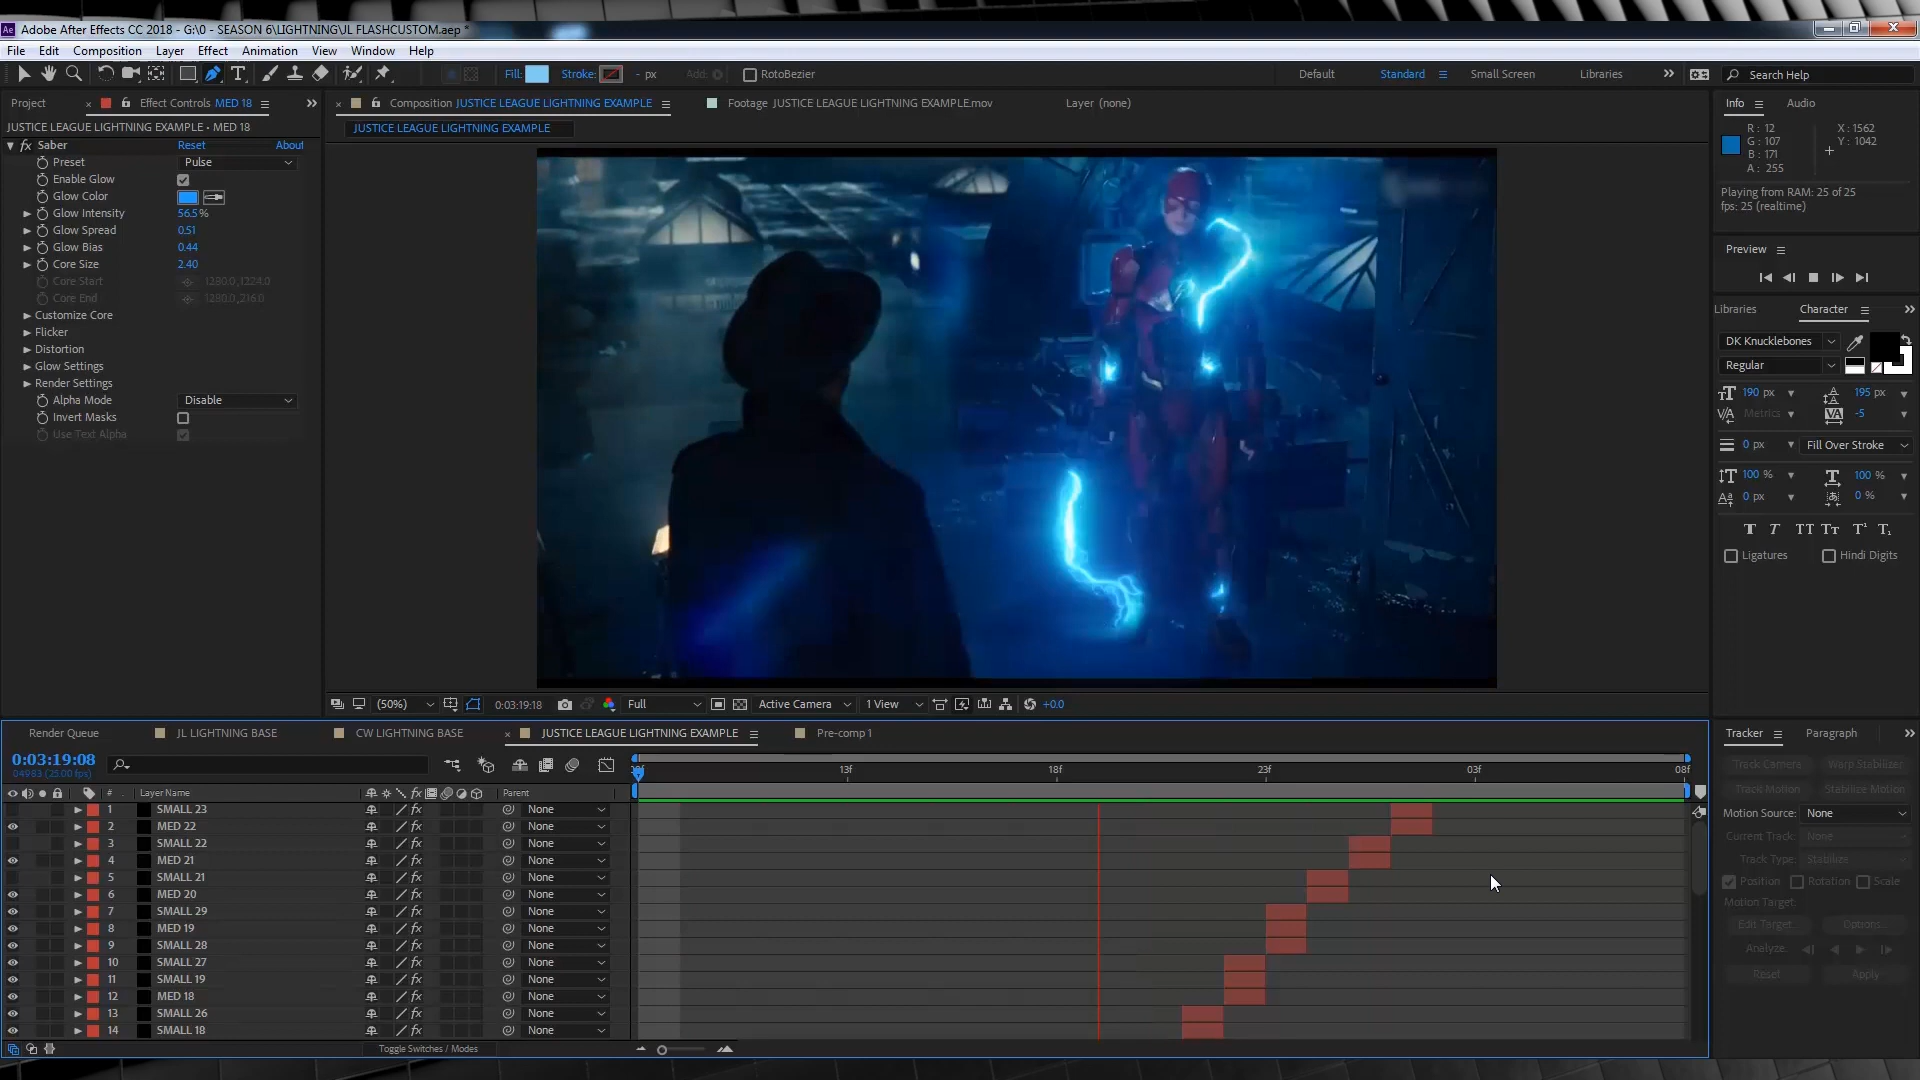 Ae Adobe After Effects CC 2018 - G:\0 - SEASON 6\LIGHTNING\UL FLASHCUSTOM.aep *
File Edit Composition Layer Effect Animation View Window Help
Fill: Stroke: - px Add: RotoBezier Default Standard Small Screen Libraries Search Help
Project Effect Controls MED 18
Composition JUSTICE LEAGUE LIGHTNING EXAMPLE Footage JUSTICE LEAGUE LIGHTNING EXAMPLE.mov Layer (none)
JUSTICE LEAGUE LIGHTNING EXAMPLE • MED 18
JUSTICE LEAGUE LIGHTNING EXAMPLE
fx Saber Reset About
Preset Pulse
Enable Glow
Glow Color
Glow Intensity 56.5%
Glow Spread 0.51
Glow Bias 0.44
Core Size 2.40
Core Start 1280.0,1224.0
Core End 1280.0,216.0
Customize Core
Flicker
Distortion
Glow Settings
Render Settings
Alpha Mode Disable
Invert Masks
Use Text Alpha
Info Audio
R: 12 X: 1562
G: 107 Y: 1042
B: 171
A: 255
Playing from RAM: 25 of 25
fps: 25 (realtime)
Preview
Libraries Character
DK Knucklebones
Regular
190 px 195 px
Metrics -5
0 px Fill Over Stroke
100 % 100 %
0 px 0 %
Ligatures Hindi Digits
(50%) 0:03:19:18 Full Active Camera 1 View +0.0
Render Queue JL LIGHTNING BASE CW LIGHTNING BASE JUSTICE LEAGUE LIGHTNING EXAMPLE Pre-comp 1
0:03:19:08
04983 (25.00 fps)
13f 18f 23f 03f 08f
# Layer Name Parent
1 SMALL 23 None
2 MED 22 None
3 SMALL 22 None
4 MED 21 None
5 SMALL 21 None
6 MED 20 None
7 SMALL 29 None
8 MED 19 None
9 SMALL 28 None
10 SMALL 27 None
11 SMALL 19 None
12 MED 18 None
13 SMALL 26 None
14 SMALL 18 None
Toggle Switches / Modes
Tracker Paragraph
Track Camera Warp Stabilizer
Track Motion Stabilize Motion
Motion Source: None
Current Track: None
Track Type: Stabilize
Position Rotation Scale
Motion Target:
Edit Target... Options...
Analyze:
Reset Apply